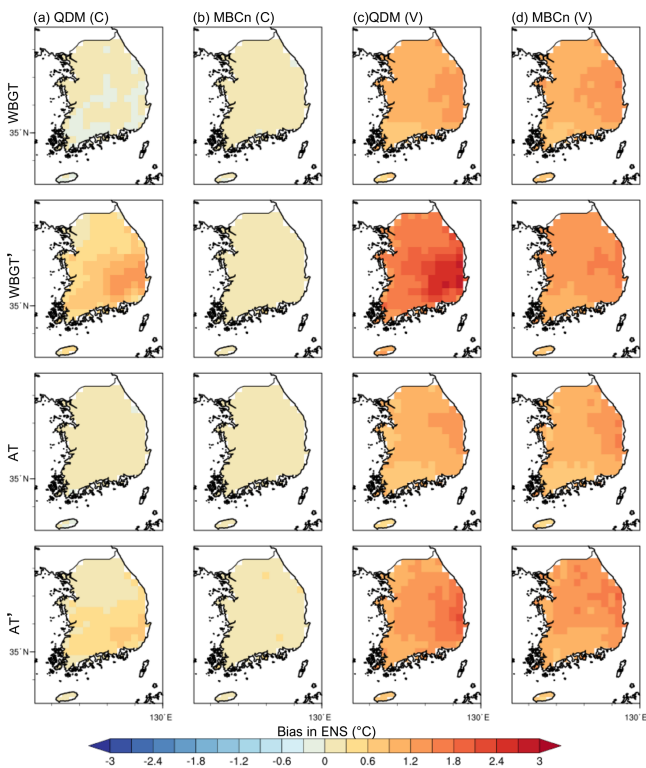 (a) QDM (C) (b) MBCn (C) (c)QDM (V) (d) MBCn (V)
WBGT
35°N
WBGT'
35°N
AT
35°N
AT'
35°N
130°E 130°E 130°E 130°E
Bias in ENS (°C)
-3 -2.4 -1.8 -1.2 -0.6 0 0.6 1.2 1.8 2.4 3